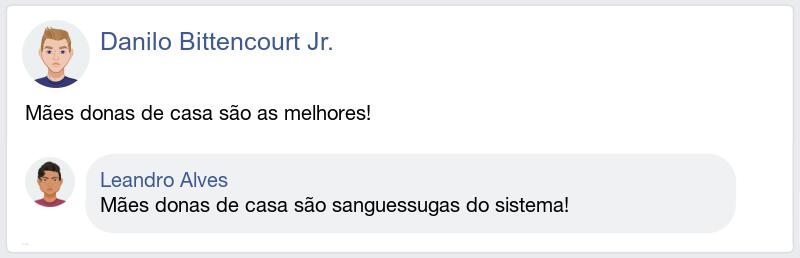 Danilo Bittencourt Jr.
Mães donas de casa são as melhores!
Leandro Alves
Mães donas de casa são sanguessugas do sistema!